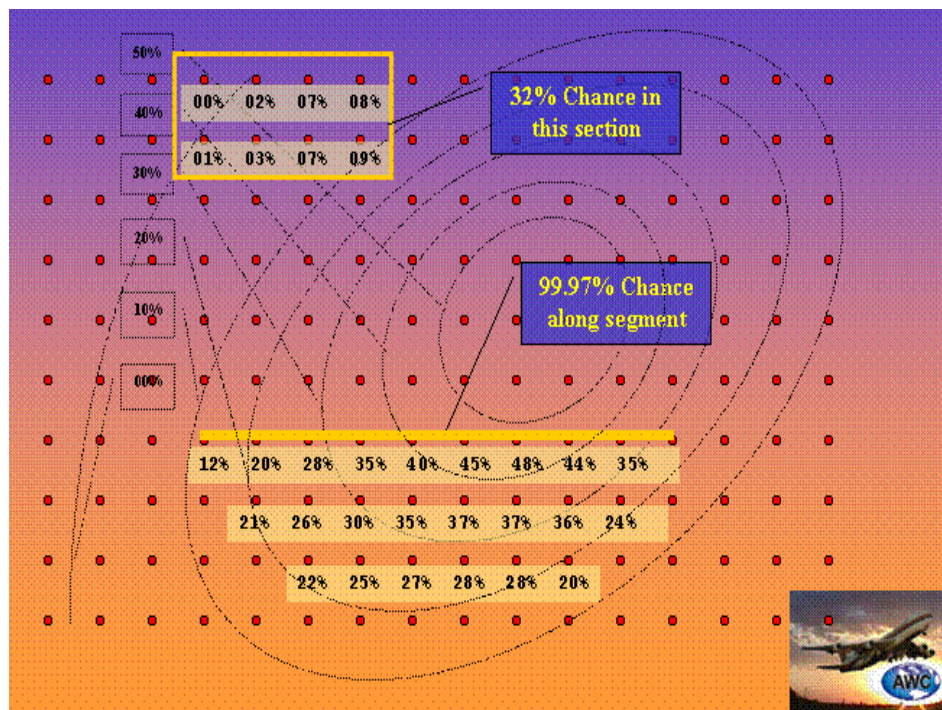 50%
00% 02% 07% 08%
32% Chance in
this section
40%
01% 03% 07% 09%
30%
20%
99.97% Chance
along segment
10%
00%
12% 20% 28% 35% 40% 45% 48% 44% 35%
21% 26% 30% 35% 37% 37% 36% 24%
22% 25% 27% 28% 28% 20%
AWC